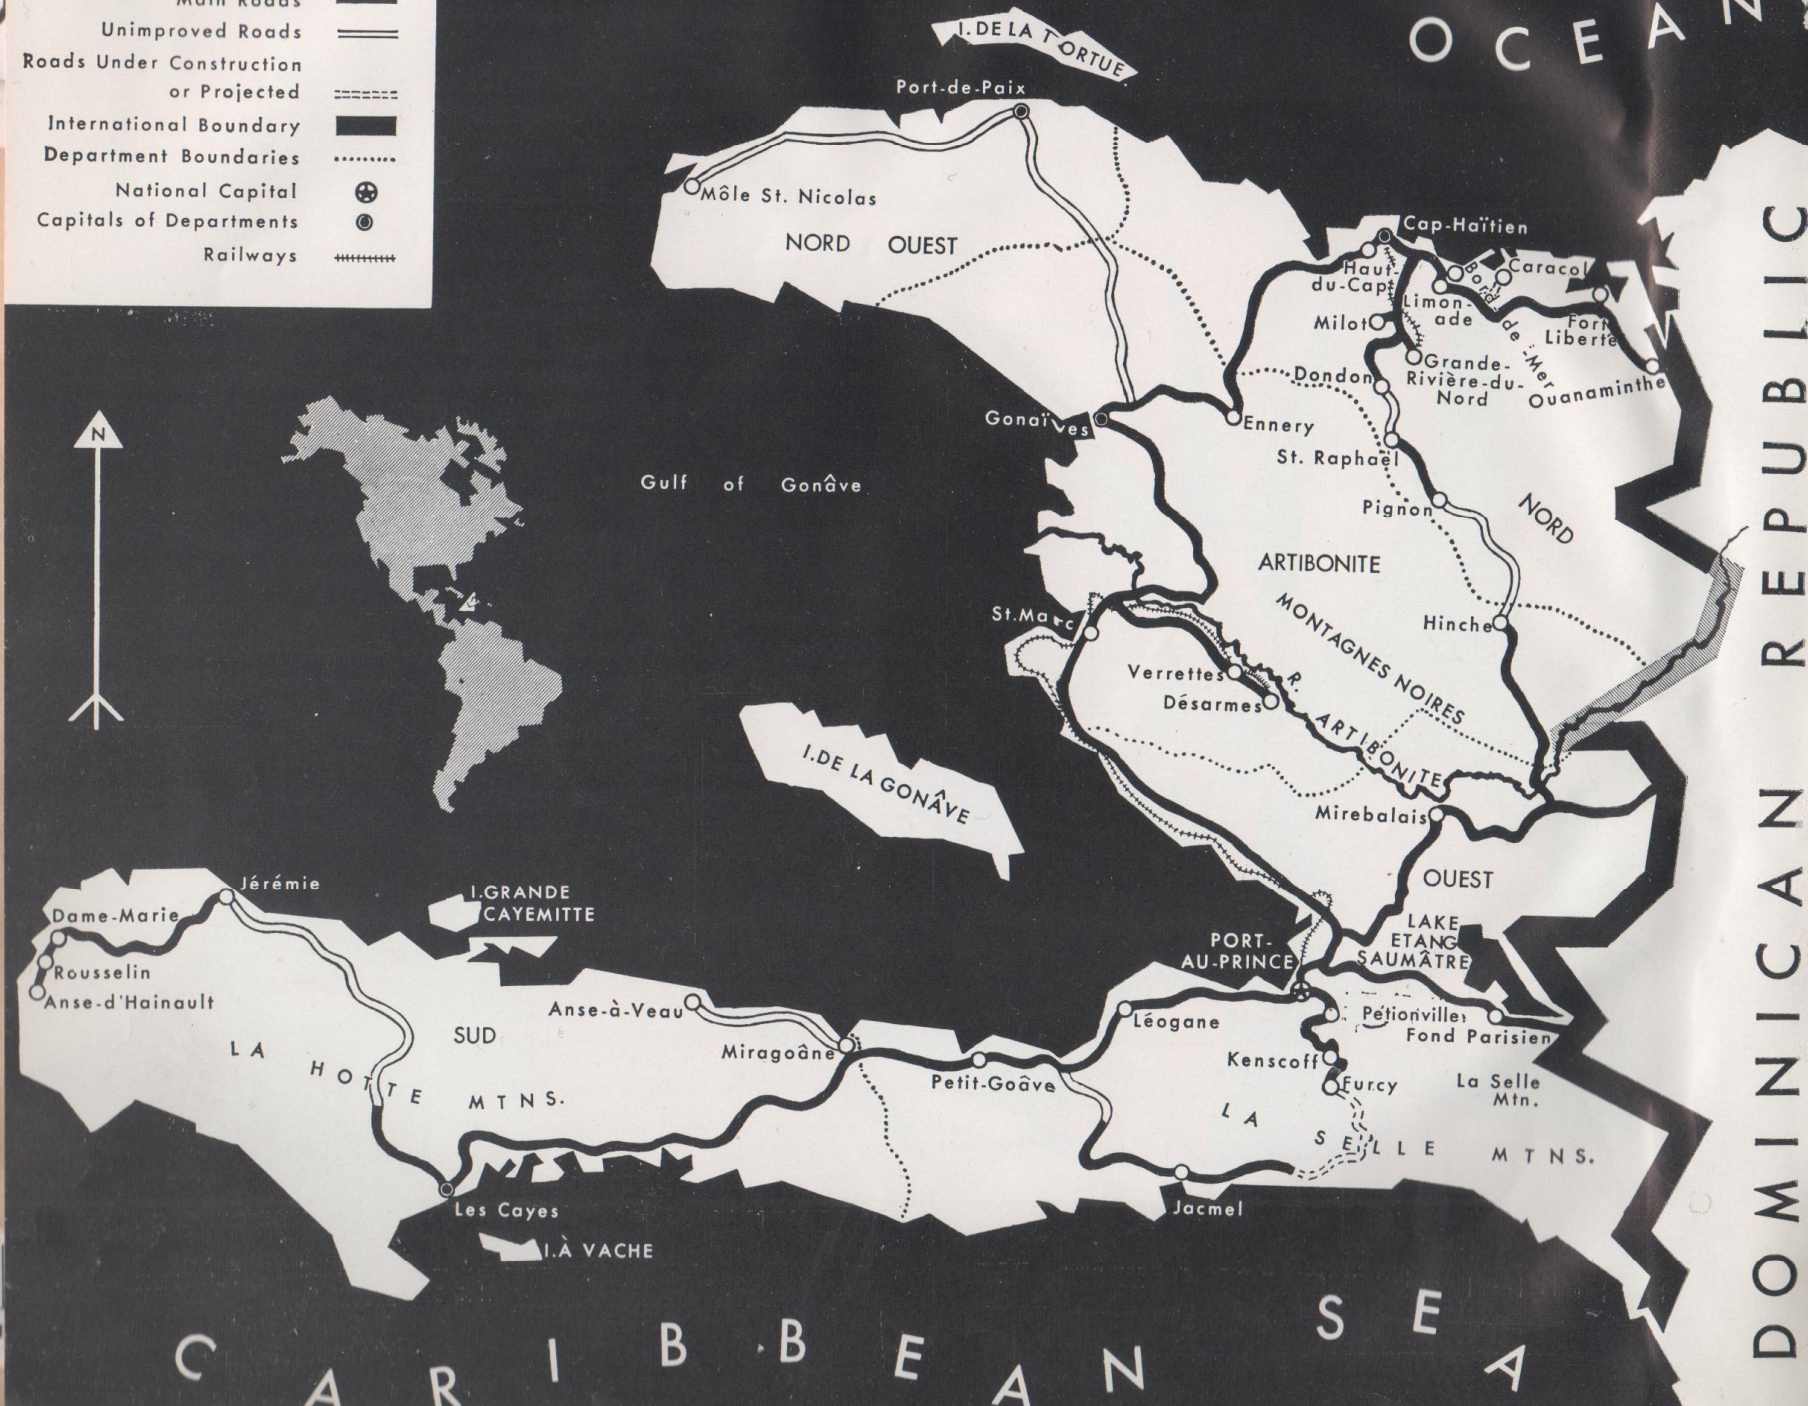 Main Roads
Unimproved Roads
Roads Under Construction
or Projected
International Boundary
Department Boundaries
National Capital
Capitals of Departments
Railways
N
OCEAN
I. DE LA TORTUE
Port-de-Paix
Môle St. Nicolas
NORD OUEST
Cap-Haïtien
Haut-
du-Cap
Bord-de-Mer
Caracol
Limon-
ade
Milot
Fort
Liberté
Grande-
Rivière-du-
Nord
Dondon
Ouanaminthe
Gonaïves
Ennery
St. Raphaël
Gulf of Gonâve
Pignon
NORD
ARTIBONITE
MONTAGNES NOIRES
St. Marc
Hinche
Verrettes
Désarmes
R. ARTIBONITE
I. DE LA GONÂVE
Mirebalais
OUEST
Jérémie
I. GRANDE
CAYEMITTE
Dame-Marie
Rousselin
Anse-d'Hainault
LAKE
ETANG
SAUMÂTRE
PORT-
AU-PRINCE
Anse-à-Veau
SUD
Miragoâne
Léogane
Pétionville
Fond Parisien
Petit-Goâve
Kenscoff
Furcy
La Selle
Mtn.
LA HOTTE MTNS.
LA SELLE MTNS.
Les Cayes
Jacmel
I. À VACHE
CARIBBEAN SEA
DOMINICAN REPUBLIC